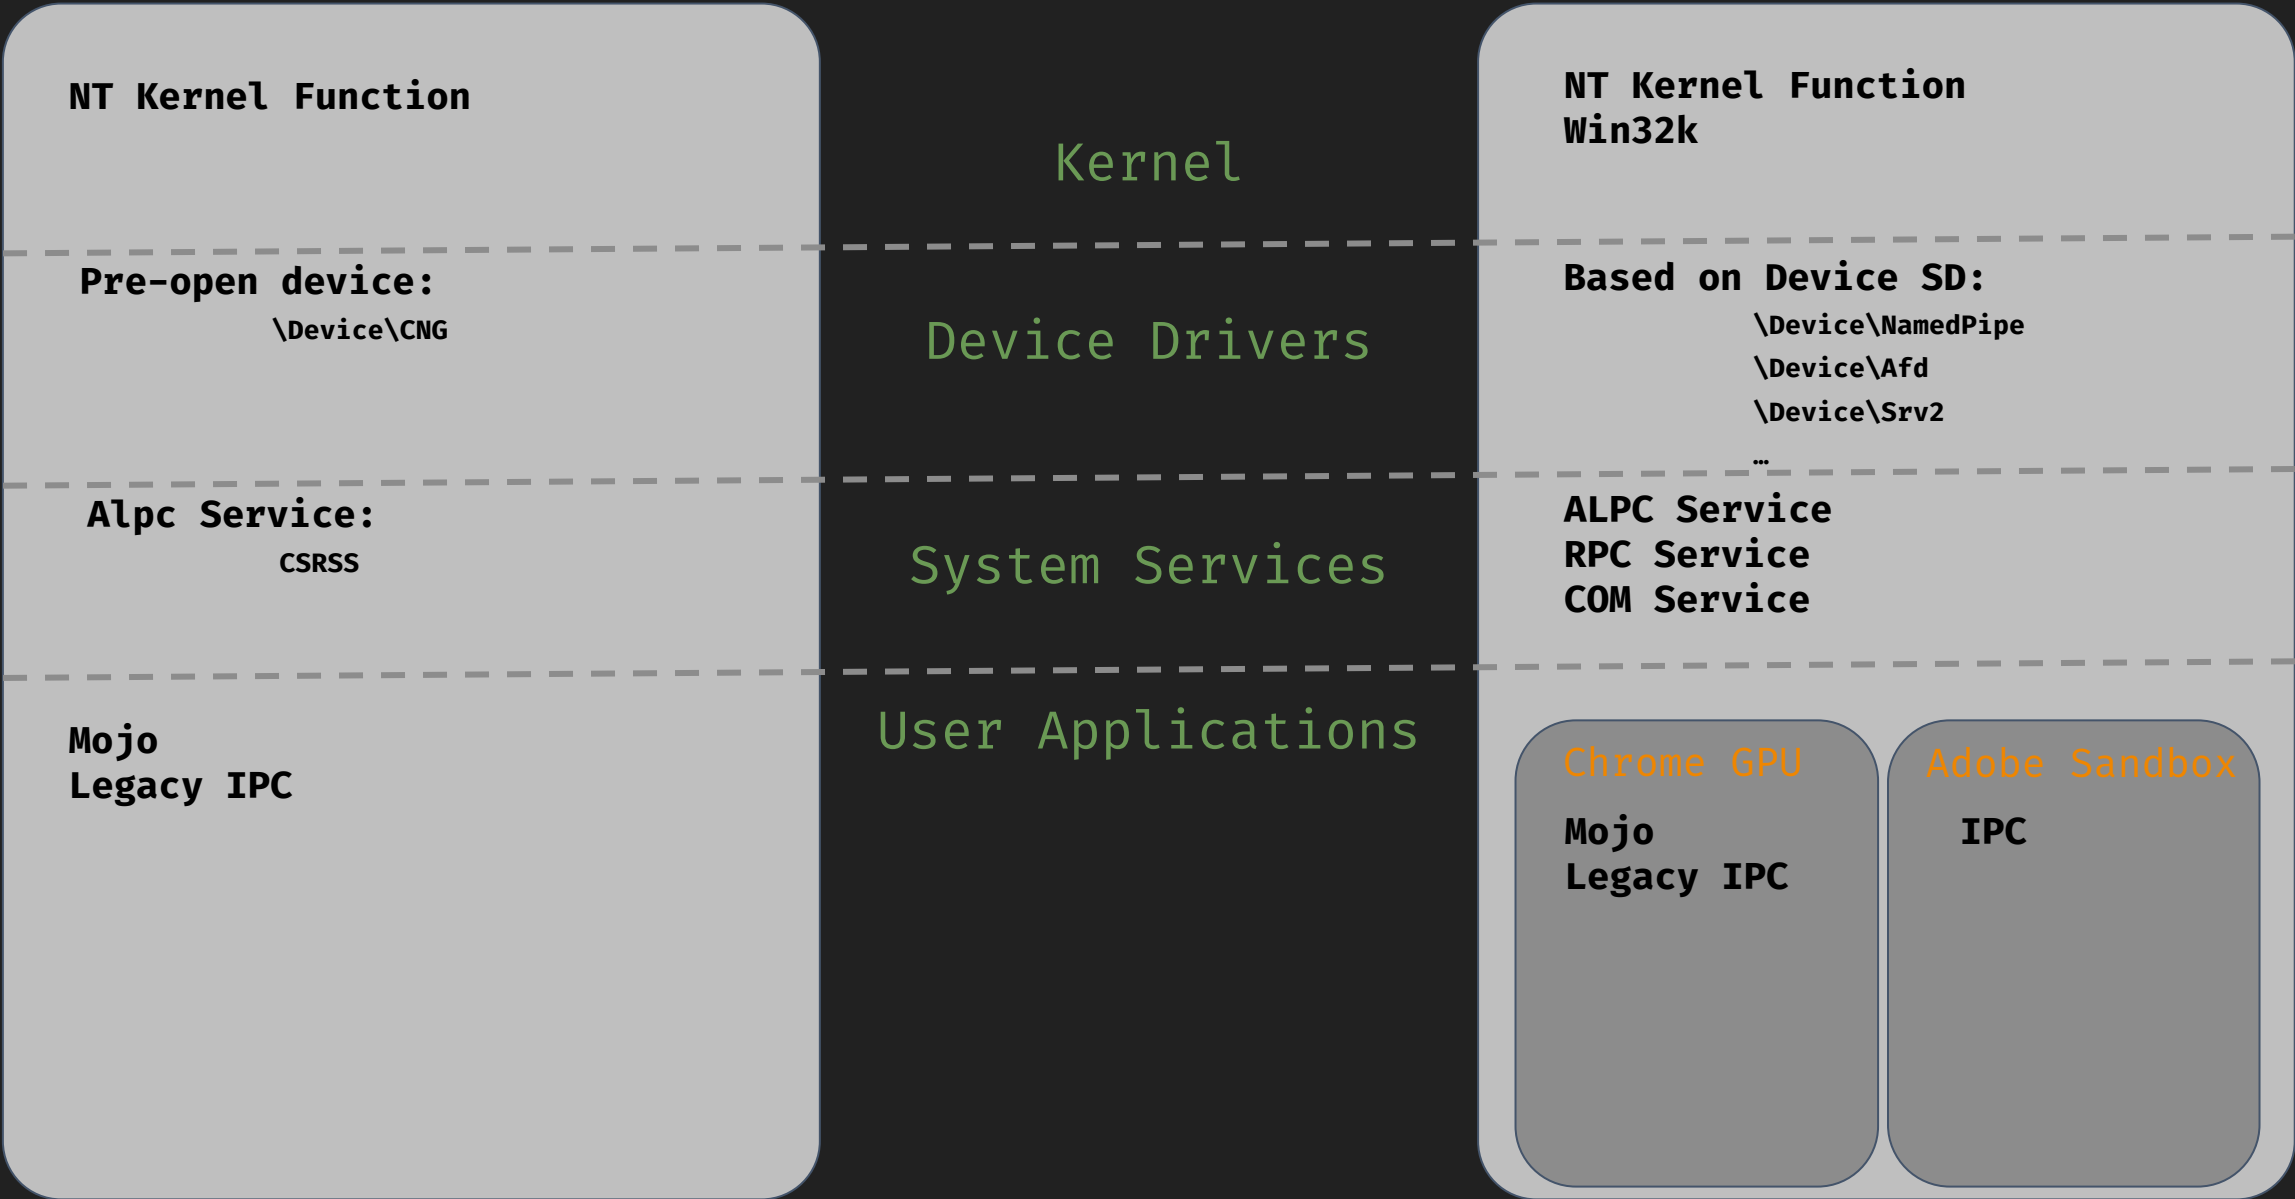 NT Kernel Function
Pre-open device:
\Device\CNG
Alpc Service:
CSRSS
Mojo
Legacy IPC
Kernel
Device Drivers
System Services
User Applications
NT Kernel Function
Win32k
Based on Device SD:
\Device\NamedPipe
\Device\Afd
\Device\Srv2
…
ALPC Service
RPC Service
COM Service
Chrome GPU
Mojo
Legacy IPC
Adobe Sandbox
IPC